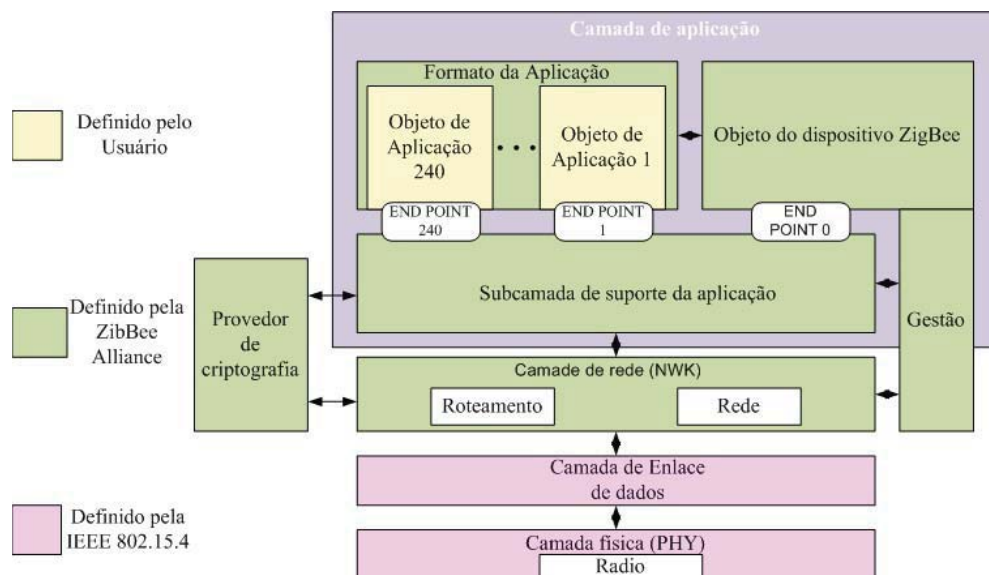 Camada de aplicação
Formato da Aplicação
Objeto de
Aplicação
240
• • •
Objeto de
Aplicação 1
Objeto do dispositivo ZigBee
Definido pelo
Usuário
END POINT
240
END POINT
1
END
POINT 0
Subcamada de suporte da aplicação
Gestão
Provedor
de
criptografia
Definido pela
ZibBee
Alliance
Camade de rede (NWK)
Roteamento
Rede
Camada de Enlace
de dados
Definido pela
IEEE 802.15.4
Camada física (PHY)
Radio